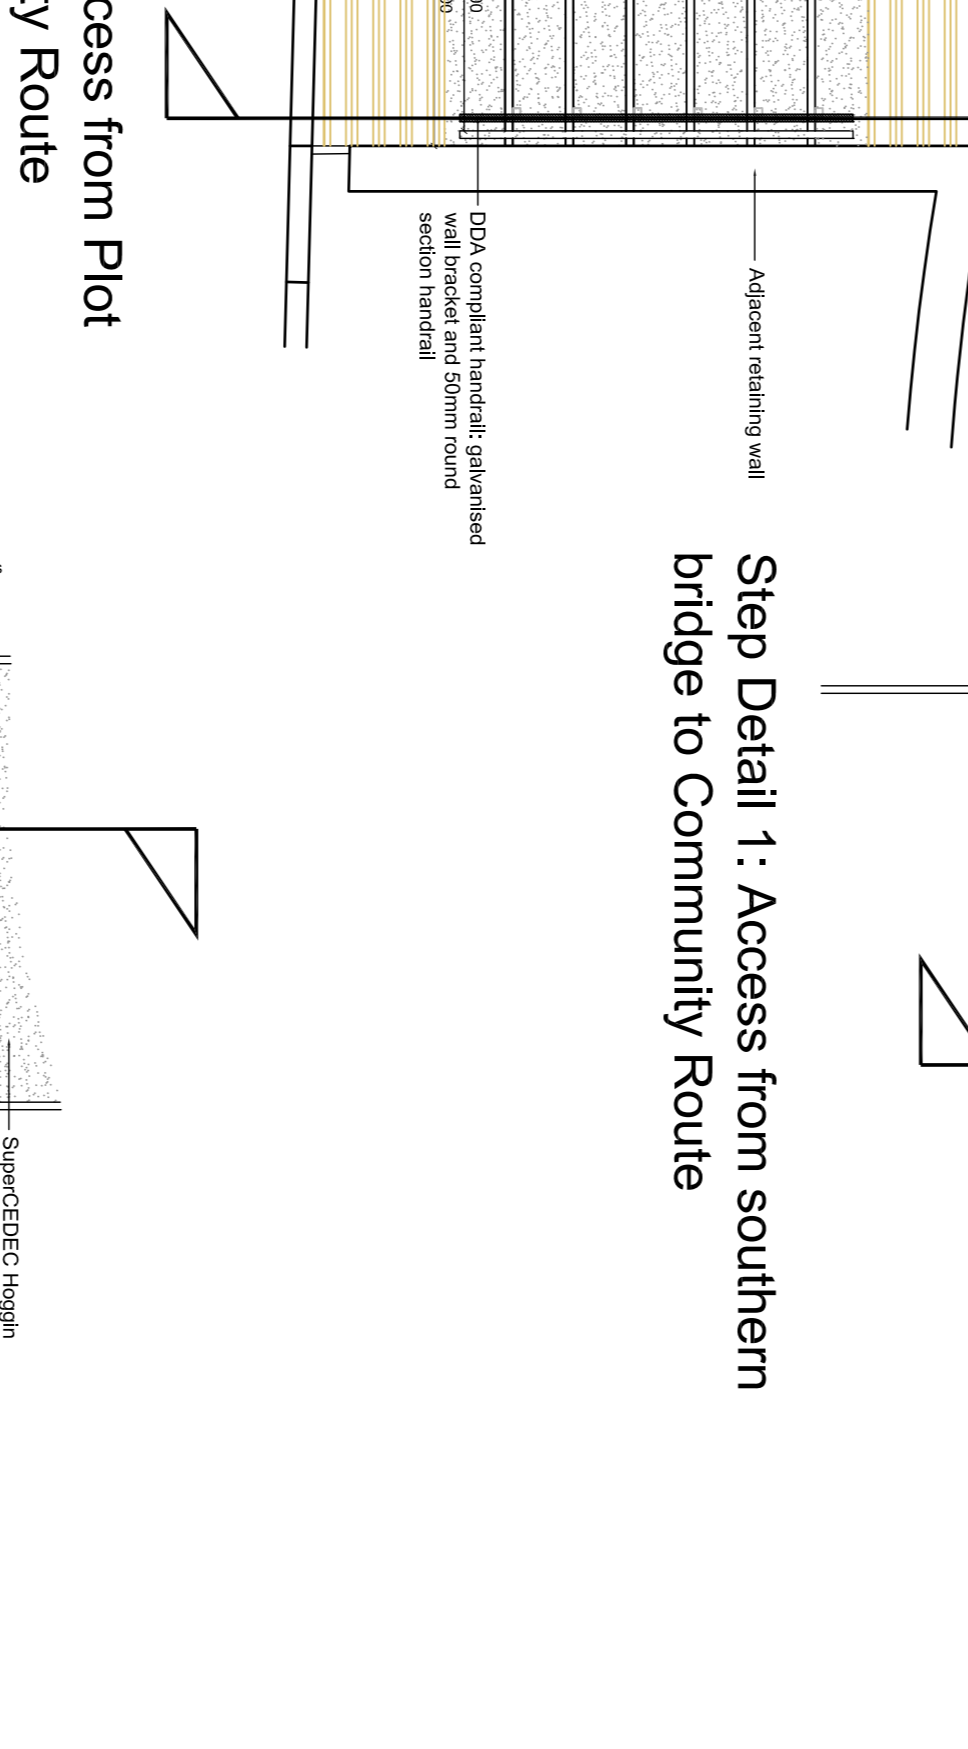 Adjacent retaining wall
DDA compliant handrail: galvanised
wall bracket and 50mm round
section handrail
Step Detail 1: Access from southern
bridge to Community Route
cess from Plot
ty Route
SuperCEDEC Hoggin